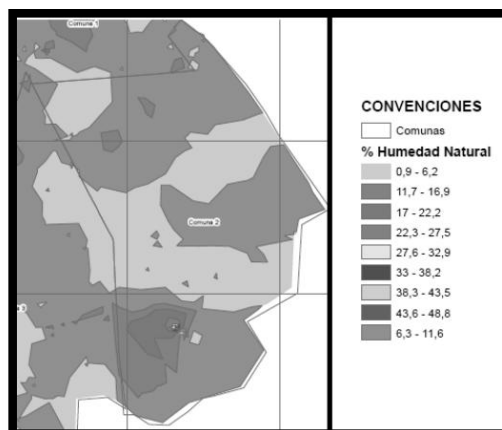 Comuna 1
Comuna 2
CONVENCIONES
Comunas
% Humedad Natural
0,9 - 6,2
11,7 - 16,9
17 - 22,2
22,3 - 27,5
27,6 - 32,9
33 - 38,2
38,3 - 43,5
43,6 - 48,8
6,3 - 11,6